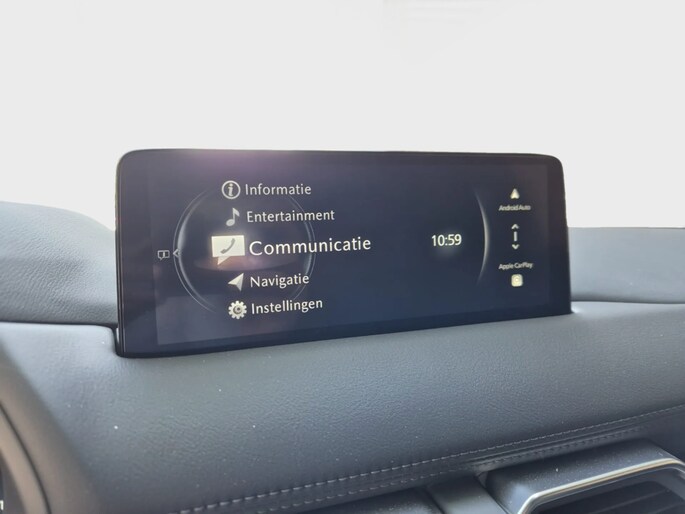 Informatie
Entertainment
Communicatie
Navigatie
Instellingen
10:59
Android Auto
Apple CarPlay